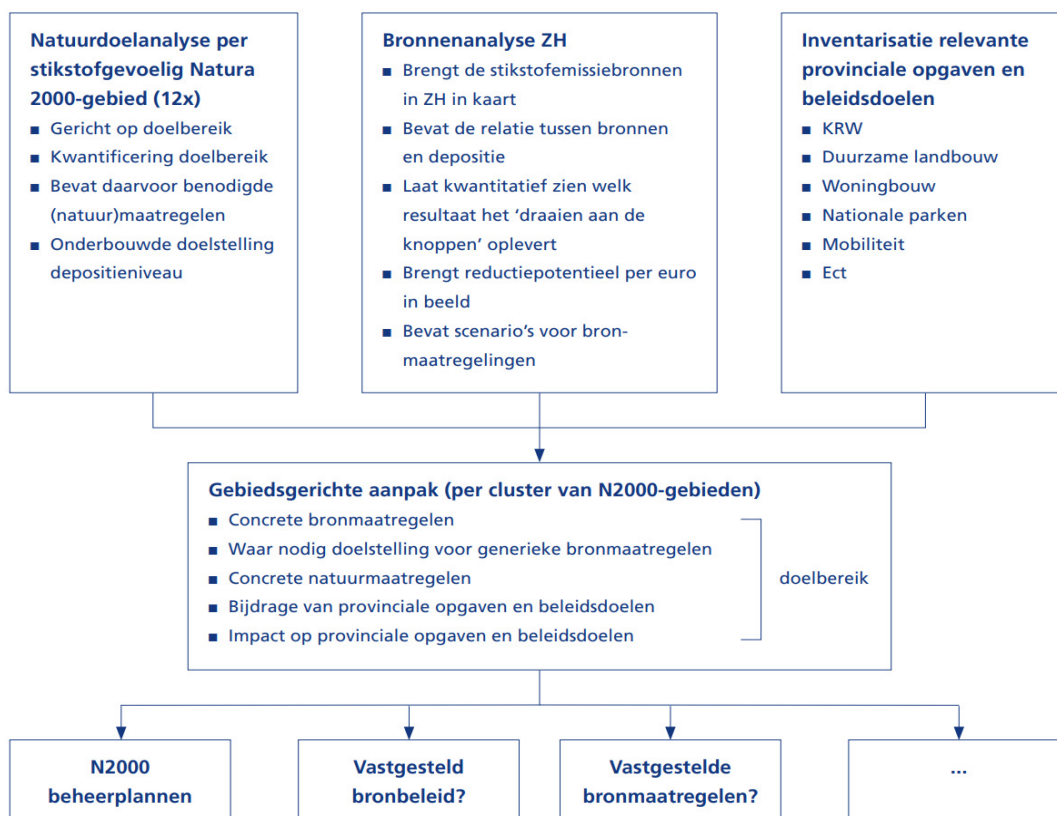 Natuurdoelanalyse per
stikstofgevoelig Natura
2000-gebied (12x)
■ Gericht op doelbereik
■ Kwantificering doelbereik
■ Bevat daarvoor benodigde
(natuur)maatregelen
■ Onderbouwde doelstelling
depositieniveau
Bronnenanalyse ZH
■ Brengt de stikstofemissiebronnen
in ZH in kaart
■ Bevat de relatie tussen bronnen
en depositie
■ Laat kwantitatief zien welk
resultaat het ‘draaien aan de
knoppen’ oplevert
■ Brengt reductiepotentieel per euro
in beeld
■ Bevat scenario’s voor bron-
maatregelingen
Inventarisatie relevante
provinciale opgaven en
beleidsdoelen
■ KRW
■ Duurzame landbouw
■ Woningbouw
■ Nationale parken
■ Mobiliteit
■ Ect
Gebiedsgerichte aanpak (per cluster van N2000-gebieden)
■ Concrete bronmaatregelen
■ Waar nodig doelstelling voor generieke bronmaatregelen
■ Concrete natuurmaatregelen
■ Bijdrage van provinciale opgaven en beleidsdoelen
■ Impact op provinciale opgaven en beleidsdoelen
doelbereik
N2000
beheerplannen
Vastgesteld
bronbeleid?
Vastgestelde
bronmaatregelen?
...